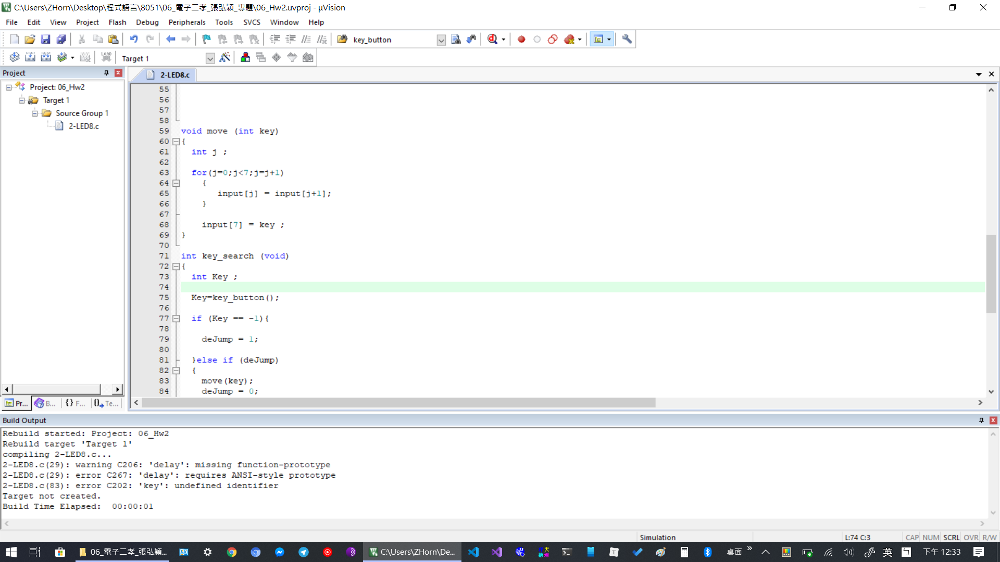 C:\Users\ZHorn\Desktop\程式語言\8051\06_電子二孝_張弘穎_專題\06_Hw2.uvproj - µVision
File Edit View Project Flash Debug Peripherals Tools SVCS Window Help
key_button
LOAD Target 1
Project
2-LED8.c
Project: 06_Hw2
Target 1
Source Group 1
2-LED8.c
Pr... B... {} F... Te...
55
56
57
58
59 void move (int key)
60 {
61 int j ;
62
63 for(j=0;j<7;j=j+1)
64 {
65 input[j] = input[j+1];
66 }
67
68 input[7] = key ;
69 }
70
71 int key_search (void)
72 {
73 int Key ;
74
75 Key=key_button();
76
77 if (Key == -1){
78
79 deJump = 1;
80
81 }else if (deJump)
82 {
83 move(key);
84 deJump = 0;
Build Output
Rebuild started: Project: 06_Hw2
Rebuild target 'Target 1'
compiling 2-LED8.c...
2-LED8.c(29): warning C206: 'delay': missing function-prototype
2-LED8.c(29): error C267: 'delay': requires ANSI-style prototype
2-LED8.c(83): error C202: 'key': undefined identifier
Target not created.
Build Time Elapsed:  00:00:01
Simulation L:74 C:3 CAP NUM SCRL OVR R/W
06_電子二孝_張弘穎... C:\Users\ZHorn\De... 桌面 英 下午 12:33